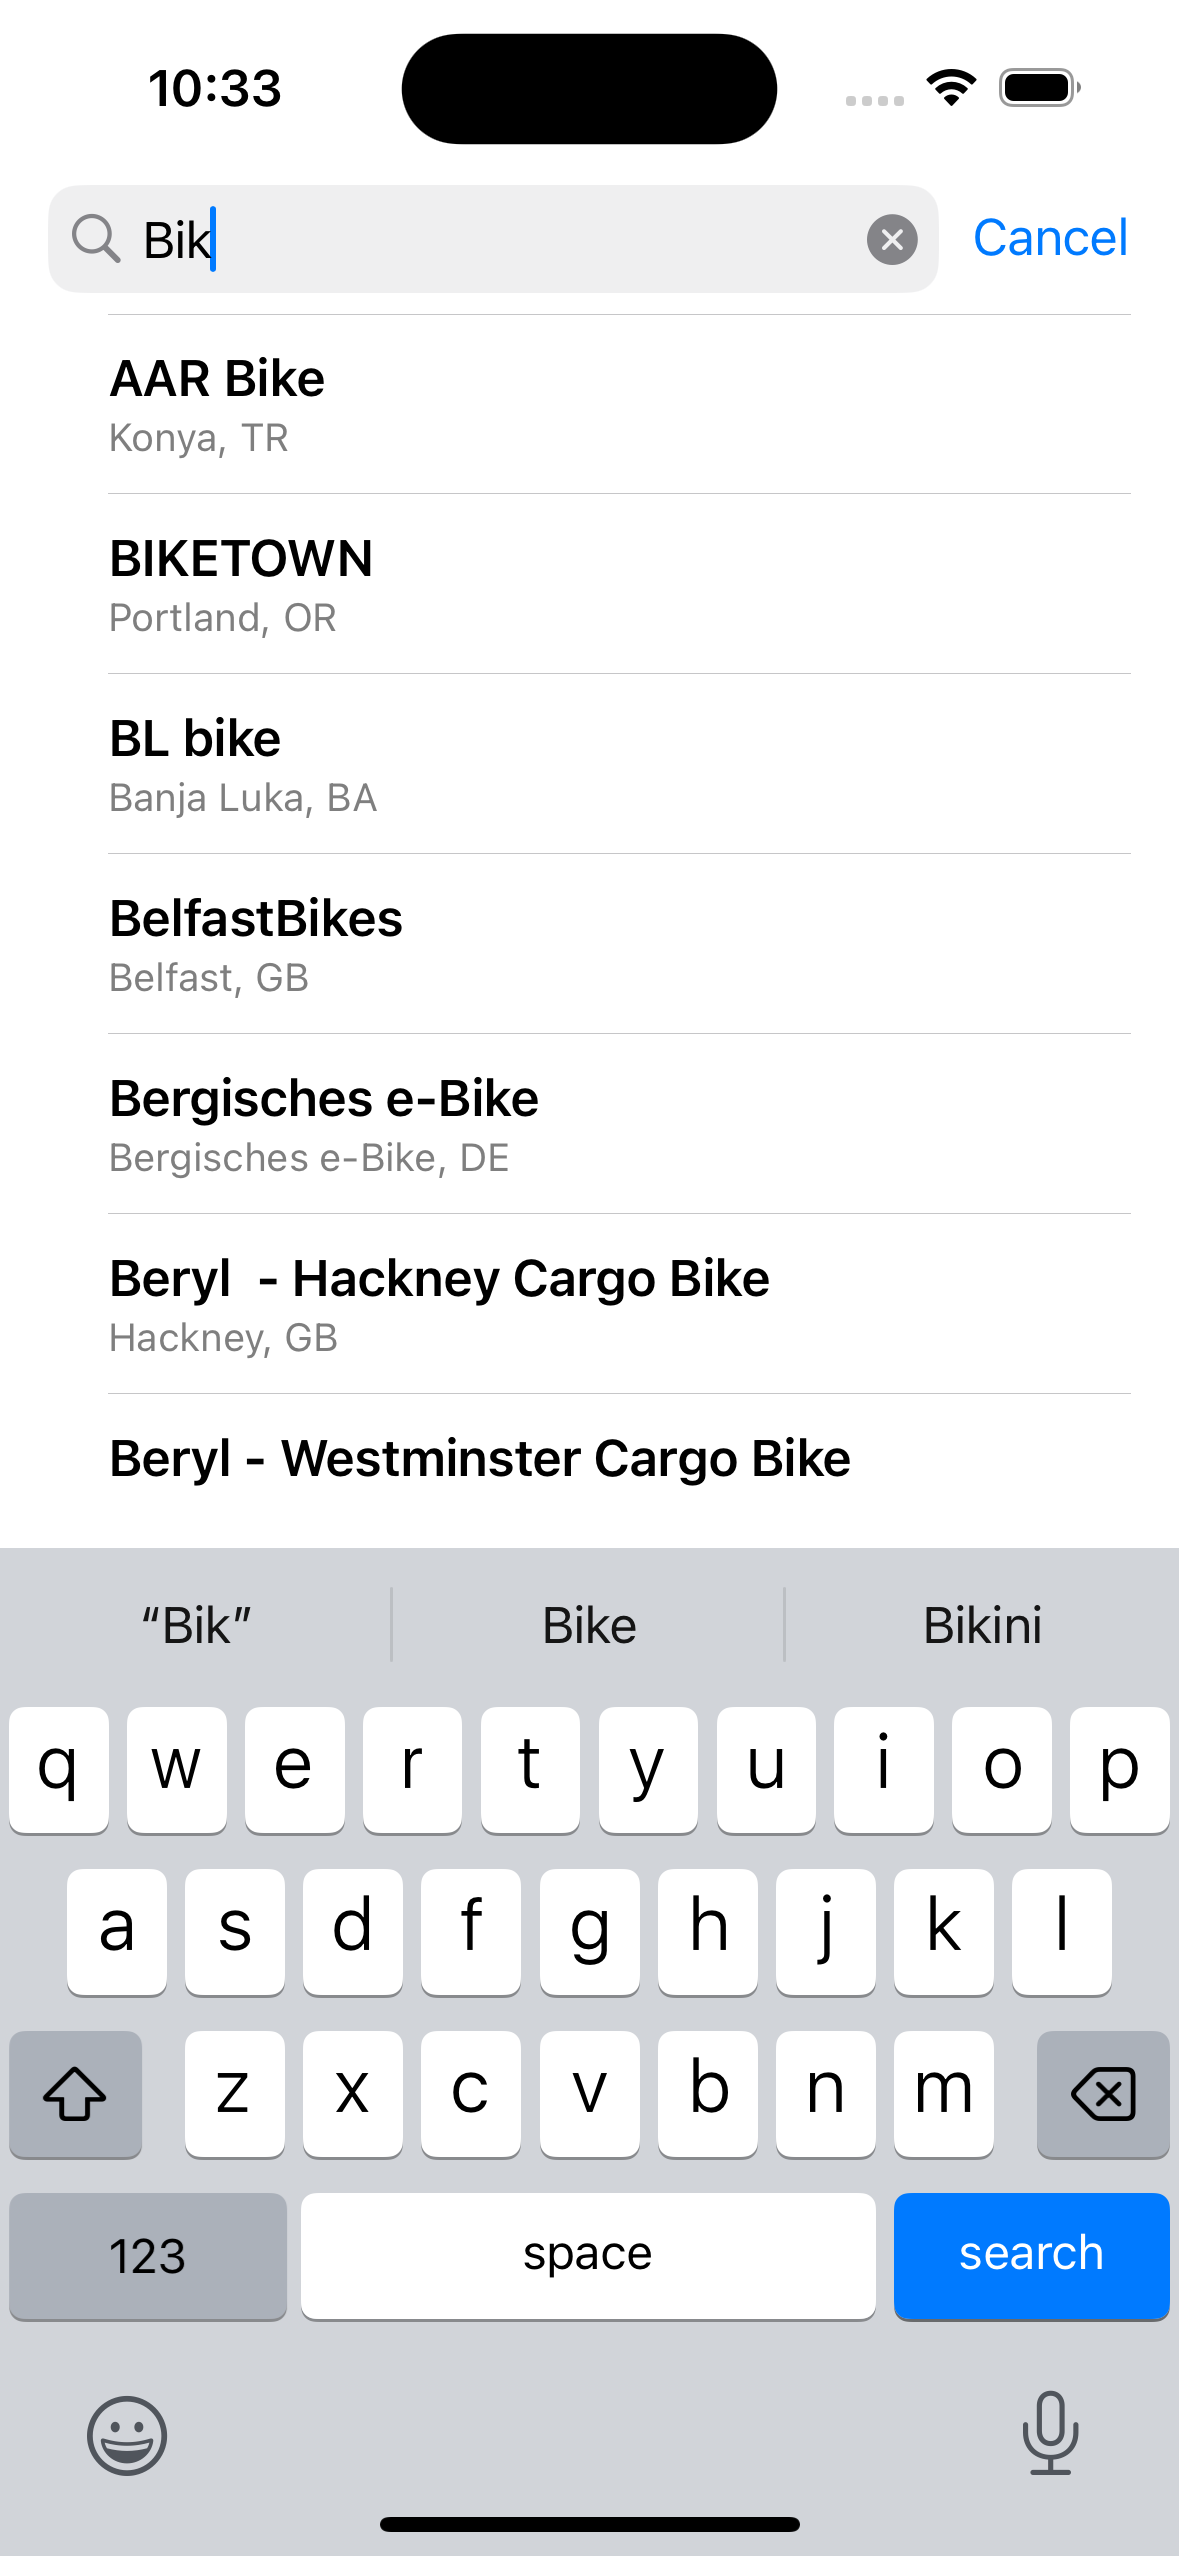 10:33
Bik
Cancel
AAR Bike
Konya, TR
BIKETOWN
Portland, OR
BL bike
Banja Luka, BA
BelfastBikes
Belfast, GB
Bergisches e-Bike
Bergisches e-Bike, DE
Beryl  - Hackney Cargo Bike
Hackney, GB
Beryl - Westminster Cargo Bike
“Bik” Bike Bikini
q w e r t y u i o p
a s d f g h j k l
z x c v b n m
123 space search